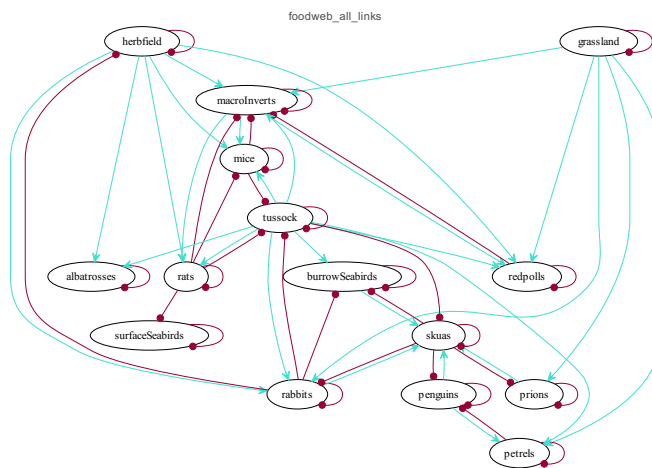 foodweb_all_links
herbfield
grassland
macroInverts
mice
tussock
albatrosses
rats
burrowSeabirds
redpolls
surfaceSeabirds
skuas
rabbits
penguins
prions
petrels